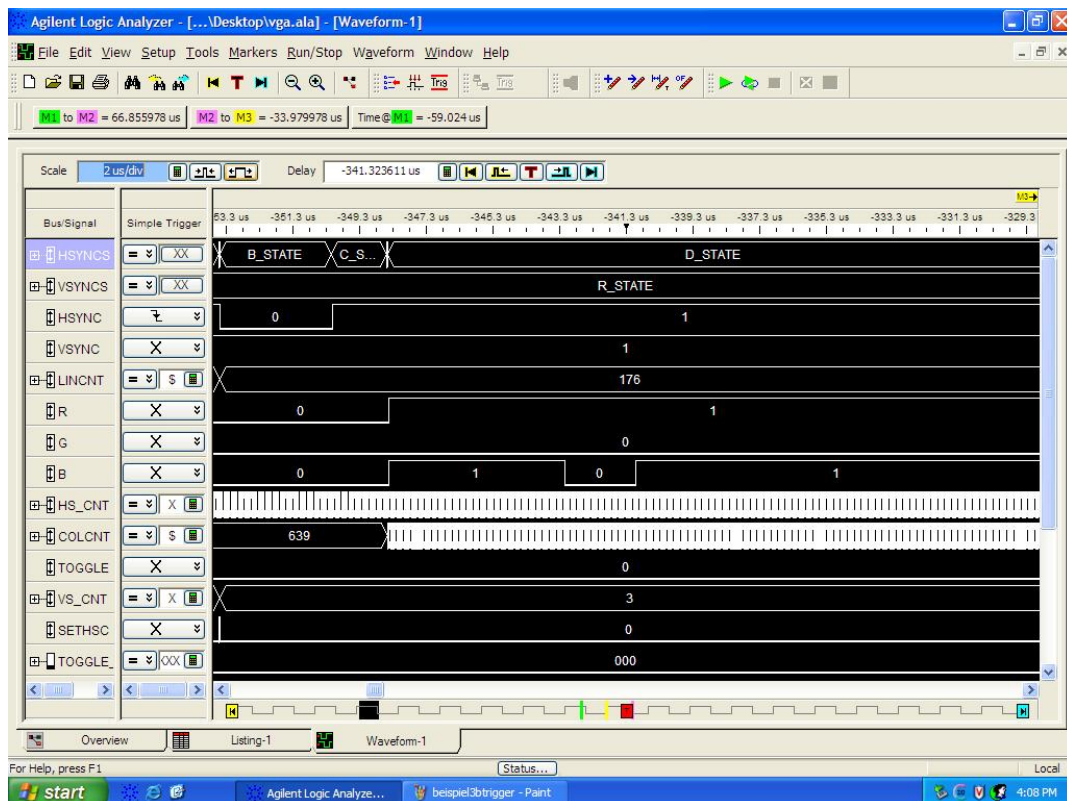 Agilent Logic Analyzer - [...\Desktop\vga.ala] - [Waveform-1]
File Edit View Setup Tools Markers Run/Stop Waveform Window Help
M1 to M2 = 66.855978 us M2 to M3 = -33.979978 us Time@ M1 = -59.024 us
Scale 2 us/div Delay -341.323611 us
M3
Bus/Signal Simple Trigger 53.3 us -351.3 us -349.3 us -347.3 us -345.3 us -343.3 us -341.3 us -339.3 us -337.3 us -335.3 us -333.3 us -331.3 us -329.3
HSYNCS = XX B_STATE C_S... D_STATE
VSYNCS = XX R_STATE
HSYNC 0 1
VSYNC X 1
LINCNT = $ 176
R X 0 1
G X 0
B X 0 1 0 1
HS_CNT = X
COLCNT = $ 639
TOGGLE X 0
VS_CNT = X 3
SETHSC X 0
TOGGLE_ = XXX 000
T
Overview Listing-1 Waveform-1
For Help, press F1 Status... Local
start Agilent Logic Analyze... beispiel3btrigger - Paint 4:08 PM